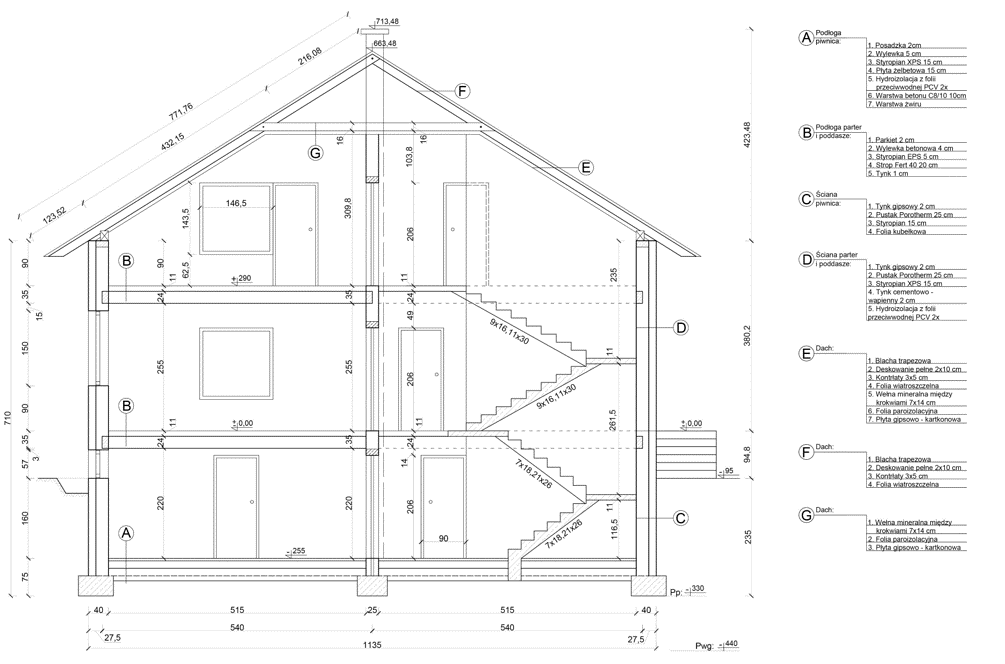 713,48
663,48
216,08
771,76
432,15
123,52
F
G
E
16
16
103,8
309,8
423,48
146,5
143,5
62,5
206
235
90
90
11
+290
11
B
24
35
24
35
15
49
9x16,11x30
D
150
255
255
206
11
380,2
9x16,11x30
710
90
B
11
+0,00
11
261,5
+0,00
35
24
35
24
94,8
57
3
14
7x18,21x26
-95
160
220
220
206
11
C
116,5
7x18,21x26
90
A
-255
235
75
Pp: -330
40
515
25
515
40
540
540
27,5
27,5
1135
Pwg: -440
A
Podłoga
piwnica:
1. Posadzka 2cm
2. Wylewka 5 cm
3. Styropian XPS 15 cm
4. Płyta żelbetowa 15 cm
5. Hydroizolacja z folii
przeciwwodnej PCV 2x
6. Warstwa betonu C8/10 10cm
7. Warstwa żwiru
B
Podłoga parter
i poddasze:
1. Parkiet 2 cm
2. Wylewka betonowa 4 cm
3. Styropian EPS 5 cm
4. Strop Fert 40 20 cm
5. Tynk 1 cm
C
Ściana
piwnica:
1. Tynk gipsowy 2 cm
2. Pustak Porotherm 25 cm
3. Styropian 15 cm
4. Folia kubełkowa
D
Ściana parter
i poddasze:
1. Tynk gipsowy 2 cm
2. Pustak Porotherm 25 cm
3. Styropian XPS 15 cm
4. Tynk cementowo -
wapienny 2 cm
5. Hydroizolacja z folii
przeciwwodnej PCV 2x
E
Dach:
1. Blacha trapezowa
2. Deskowanie pełne 2x10 cm
3. Kontrłaty 3x5 cm
4. Folia wiatroszczelna
5. Wełna mineralna między
krokwiami 7x14 cm
6. Folia paroizolacyjna
7. Płyta gipsowo - kartkonowa
F
Dach:
1. Blacha trapezowa
2. Deskowanie pełne 2x10 cm
3. Kontrłaty 3x5 cm
4. Folia wiatroszczelna
G
Dach:
1. Wełna mineralna między
krokwiami 7x14 cm
2. Folia paroizolacyjna
3. Płyta gipsowo - kartkonowa